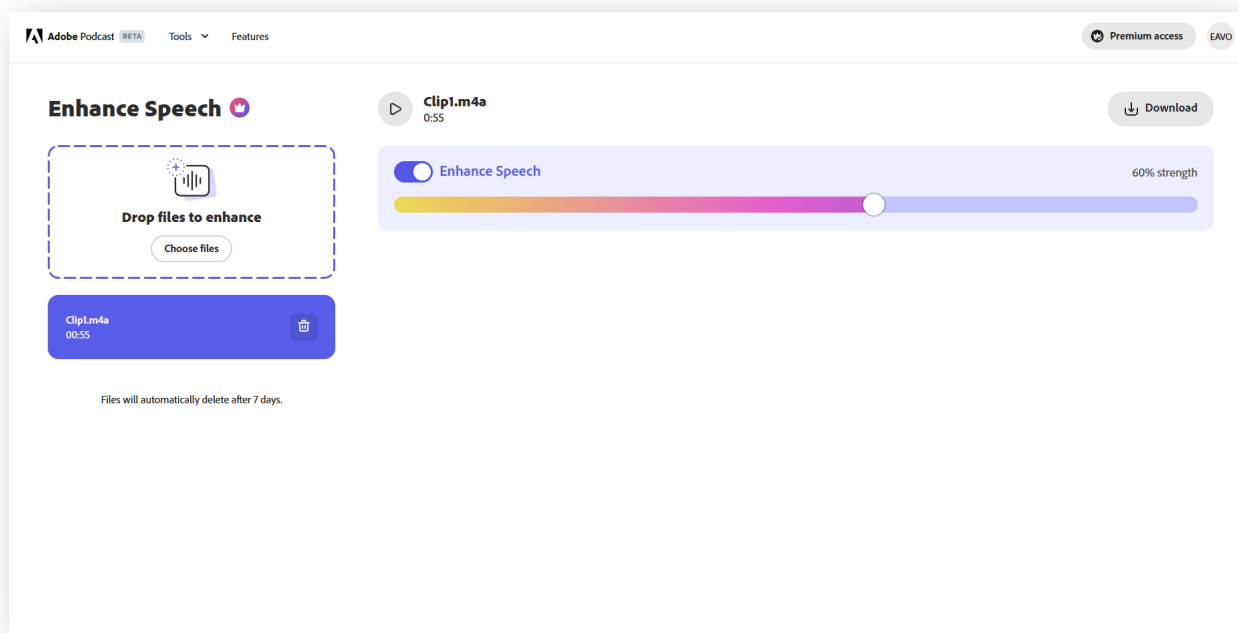 Adobe Podcast BETA Tools Features Premium access EAVO
Enhance Speech
Drop files to enhance
Choose files
Clip1.m4a
00:55
Files will automatically delete after 7 days.
Clip1.m4a
0:55
Download
Enhance Speech 60% strength